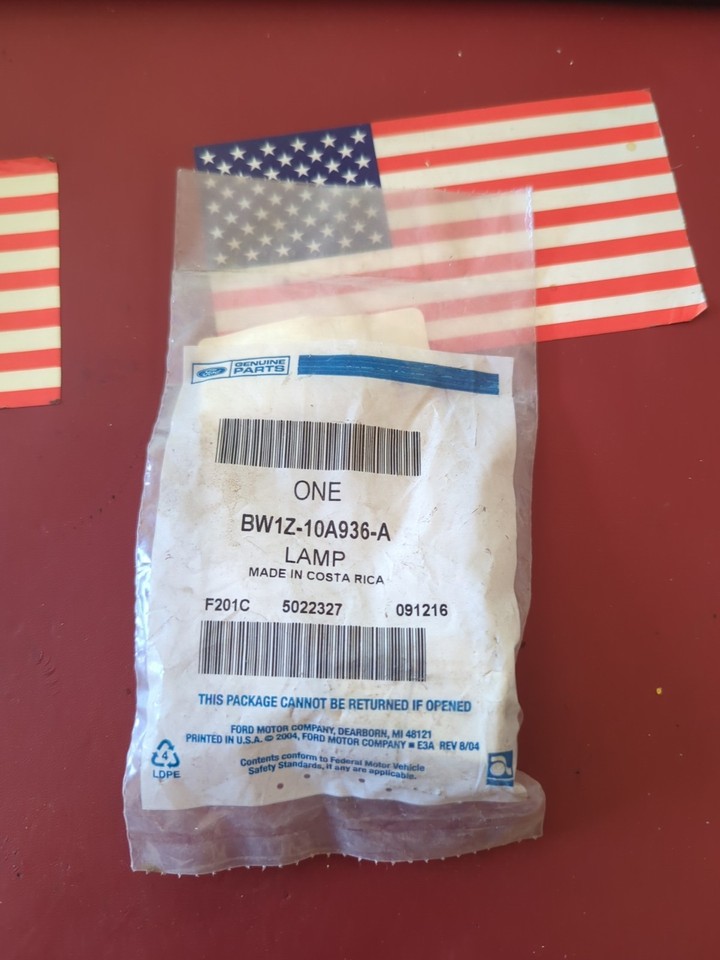 Ford
GENUINE
PARTS
ONE
BW1Z-10A936-A
LAMP
MADE IN COSTA RICA
F201C 5022327 091216
THIS PACKAGE CANNOT BE RETURNED IF OPENED
FORD MOTOR COMPANY, DEARBORN, MI 48121
PRINTED IN U.S.A. © 2004, FORD MOTOR COMPANY ■ E3A REV 8/04
4
LDPE
Contents conform to Federal Motor Vehicle
Safety Standards, if any are applicable.